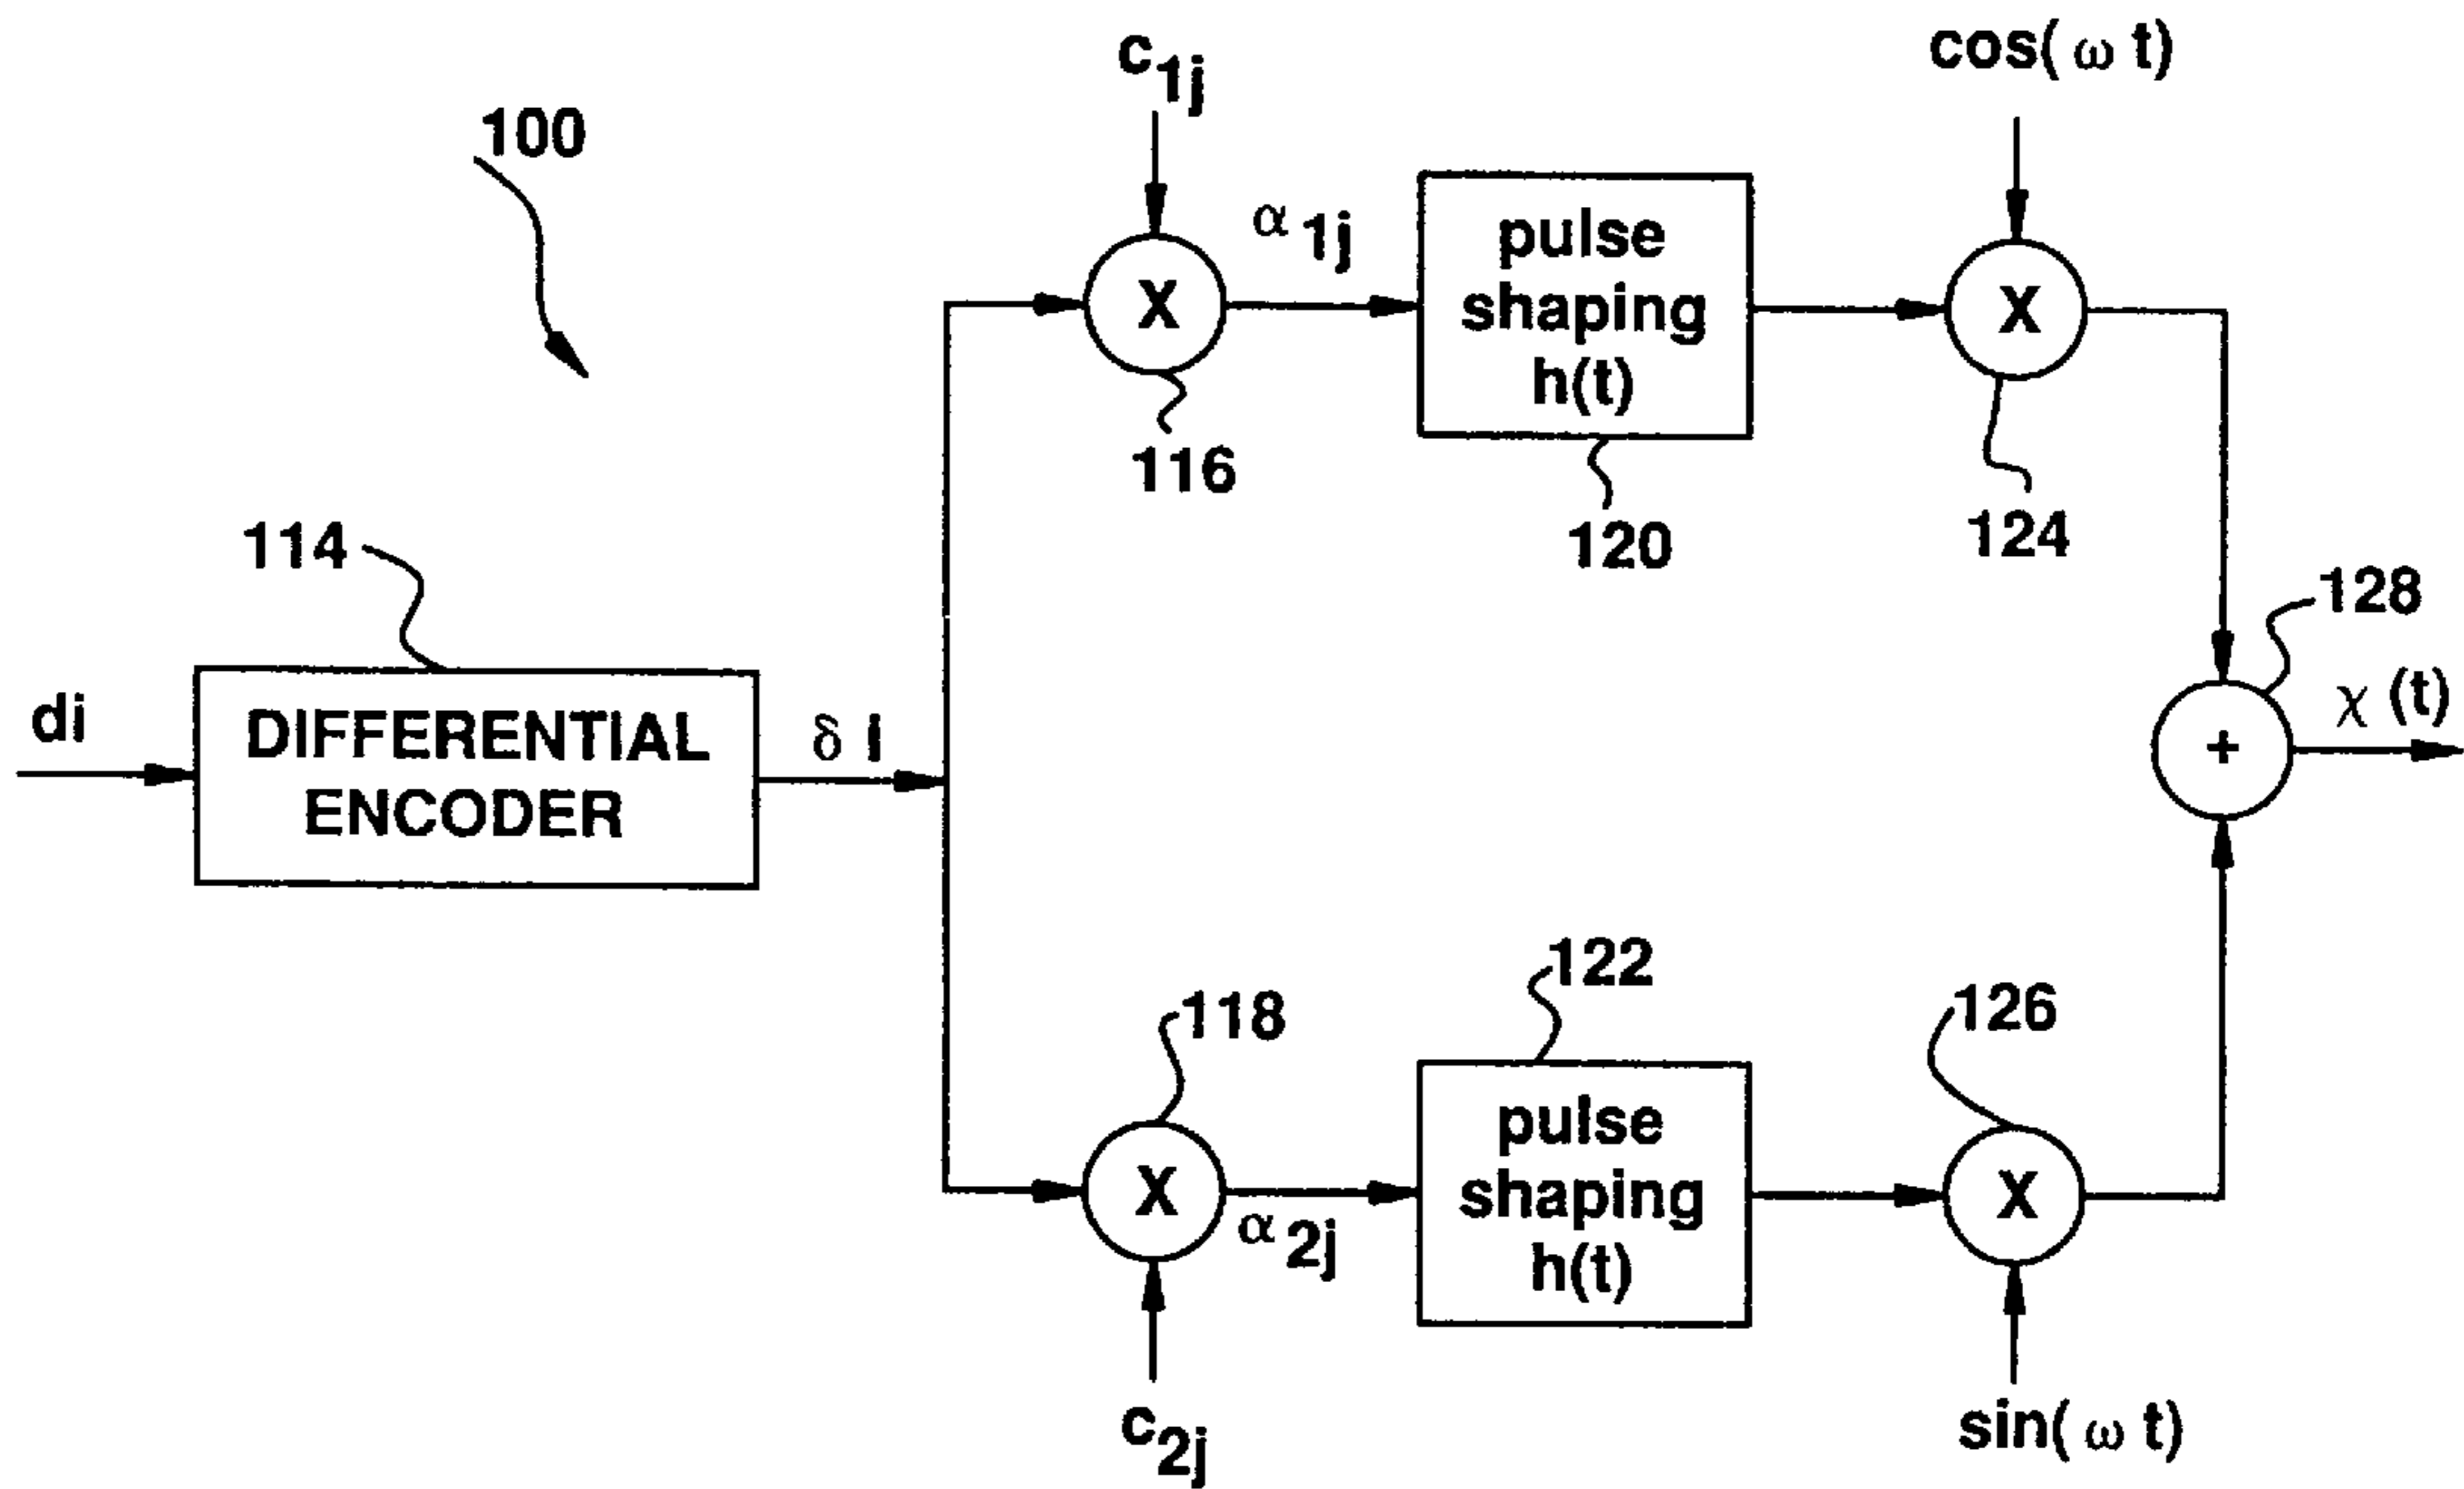 c1j
cos( ω t)
100
α 1j
pulse
shaping
h(t)
X
X
116
120
124
114
128
di
DIFFERENTIAL
ENCODER
δ i
χ (t)
+
122
118
126
pulse
shaping
h(t)
X
X
α 2j
c2j
sin( ω t)